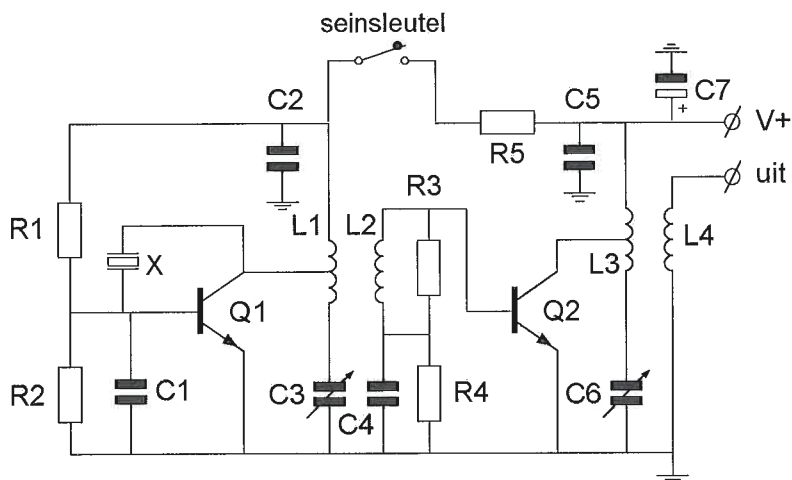 seinsleutel
C2
C5
C7
+
V+
R5
uit
R3
R1
L1
L2
L4
X
L3
Q1
Q2
R2
C1
C3
C4
R4
C6